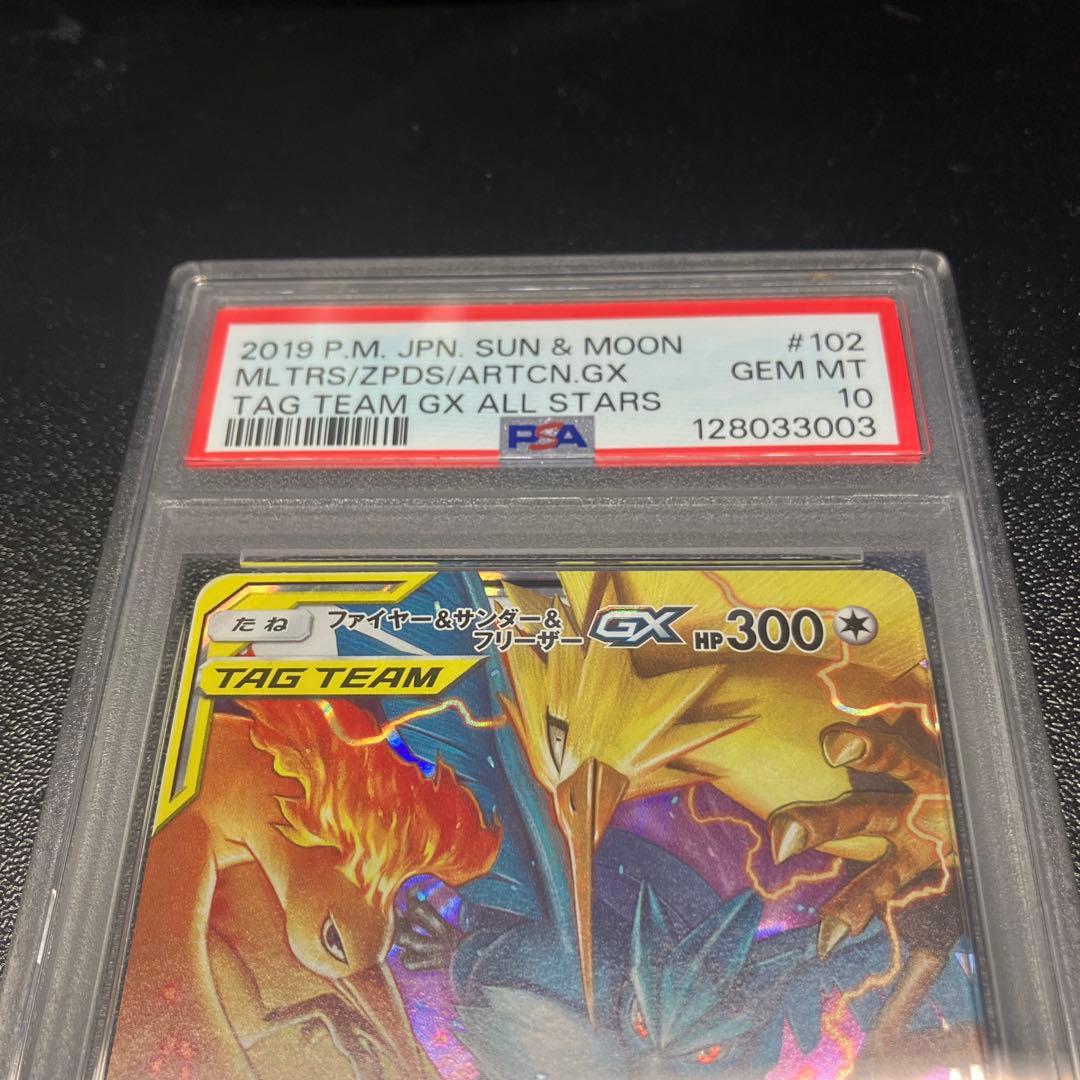 2019 P.M. JPN. SUN & MOON #102
MLTRS/ZPDS/ARTCN.GX GEM MT
TAG TEAM GX ALL STARS 10
PSA 128033003
たね ファイヤー&サンダー&
フリーザー GX HP 300
TAG TEAM